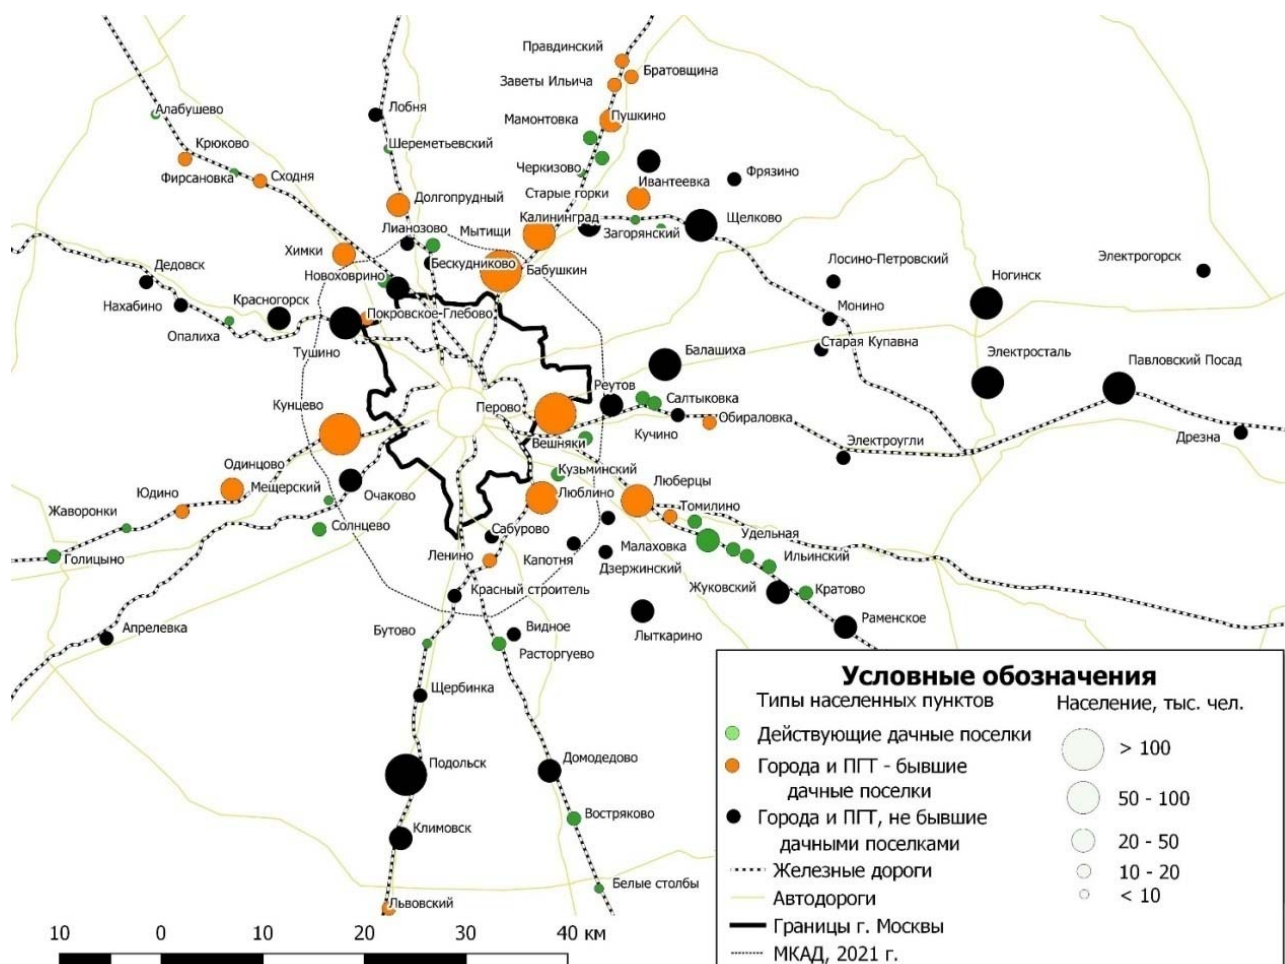 Правдинский
Братовщина
Заветы Ильича
Алабушево
Лобня
Мамонтовка
Пушкино
Крюково
Шереметьевский
Черкизово
Фирсановка
Сходня
Фрязино
Ивантеевка
Старые горки
Долгопрудный
Калининград
Щелково
Лианозово
Мытищи
Загорянский
Химки
Бескудниково
Бабушкин
Дедовск
Новоховрино
Лосино-Петровский
Электрогорск
Ногинск
Нахабино
Красногорск
Покровское-Глебово
Монино
Опалиха
Тушино
Старая Купавна
Балашиха
Электросталь
Павловский Посад
Реутов
Салтыковка
Кунцево
Перово
Обираловка
Кучино
Вешняки
Электроугли
Дрезна
Одинцово
Кузьминский
Люберцы
Юдино
Мещерский
Очаково
Люблино
Томилино
Жаворонки
Солнцево
Сабурово
Удельная
Голицыно
Ленино
Капотня
Малаховка
Ильинский
Дзержинский
Красный строитель
Жуковский
Кратово
Апрелевка
Бутово
Видное
Лыткарино
Раменское
Расторгуево
Щербинка
Подольск
Домодедово
Климовск
Востряково
Белые столбы
Львовский
10 0 10 20 30 40 км
Условные обозначения
Типы населенных пунктов
Действующие дачные поселки
Города и ПГТ - бывшие
дачные поселки
Города и ПГТ, не бывшие
дачными поселками
Железные дороги
Автодороги
Границы г. Москвы
МКАД, 2021 г.
Население, тыс. чел.
> 100
50 - 100
20 - 50
10 - 20
< 10